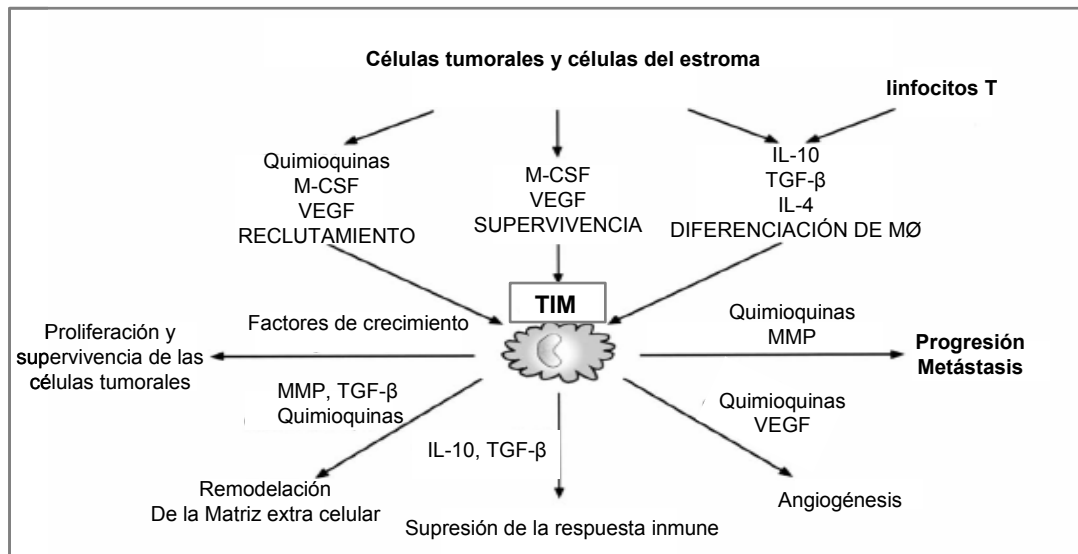 Células tumorales y células del estroma
linfocitos T
Quimioquinas
M-CSF
VEGF
RECLUTAMIENTO
M-CSF
VEGF
SUPERVIVENCIA
IL-10
TGF-β
IL-4
DIFERENCIACIÓN DE MØ
TIM
Proliferación y
supervivencia de las
células tumorales
Factores de crecimiento
Quimioquinas
MMP
Progresión
Metástasis
MMP, TGF-β
Quimioquinas
IL-10, TGF-β
Quimioquinas
VEGF
Remodelación
De la Matriz extra celular
Supresión de la respuesta inmune
Angiogénesis